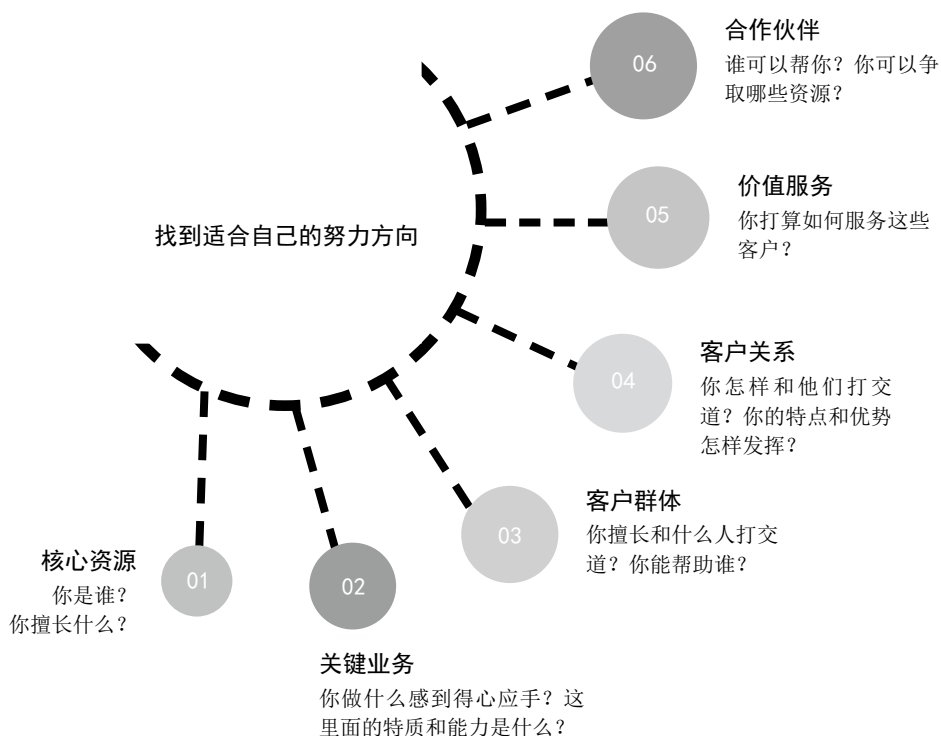 找到适合自己的努力方向
01
核心资源
你是谁？
你擅长什么？
02
关键业务
你做什么感到得心应手？这
里面的特质和能力是什么？
03
客户群体
你擅长和什么人打交
道？你能帮助谁？
04
客户关系
你怎样和他们打交
道？你的特点和优势
怎样发挥？
05
价值服务
你打算如何服务这些
客户？
06
合作伙伴
谁可以帮你？你可以争
取哪些资源？